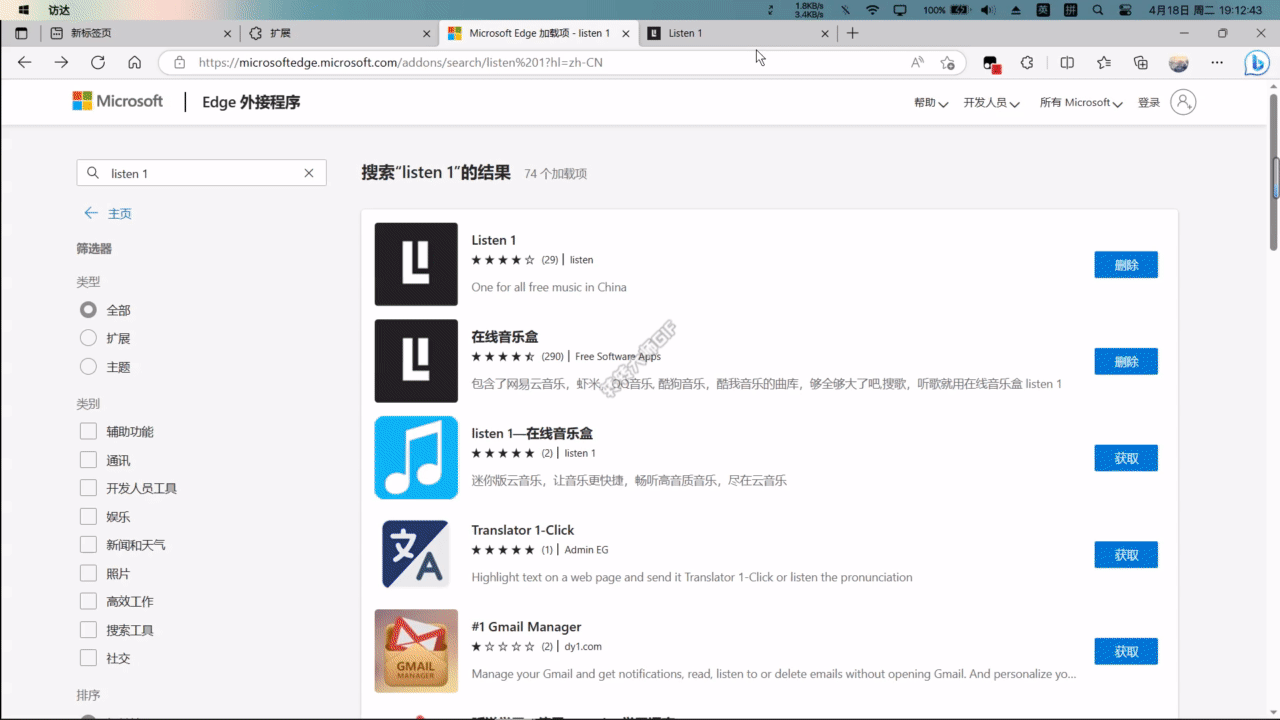 访达
1.8KB/s
3.4KB/s
100%
英
拼
4月18日 周二 19:12:43
新标签页
扩展
Microsoft Edge 加载项 - listen 1
Listen 1
https://microsoftedge.microsoft.com/addons/search/listen%201?hl=zh-CN
Microsoft
Edge 外接程序
帮助
开发人员
所有 Microsoft
登录
listen 1
主页
筛选器
类型
全部
扩展
主题
类别
辅助功能
通讯
开发人员工具
娱乐
新闻和天气
照片
高效工作
搜索工具
社交
排序
搜索“listen 1”的结果 74 个加载项
Listen 1
(29) | listen
One for all free music in China
删除
在线音乐盒
(290) | Free Software Apps
包含了网易云音乐，虾米，QQ音乐, 酷狗音乐，酷我音乐的曲库，够全够大了吧,搜歌，听歌就用在线音乐盒 listen 1
删除
listen 1—在线音乐盒
(2) | listen 1
迷你版云音乐，让音乐更快捷，畅听高音质音乐，尽在云音乐
获取
Translator 1-Click
(1) | Admin EG
Highlight text on a web page and send it Translator 1-Click or listen the pronunciation
获取
GMAIL
MANAGER
#1 Gmail Manager
(2) | dy1.com
Manage your Gmail and get notifications, read, listen to or delete emails without opening Gmail. And personalize yo...
获取